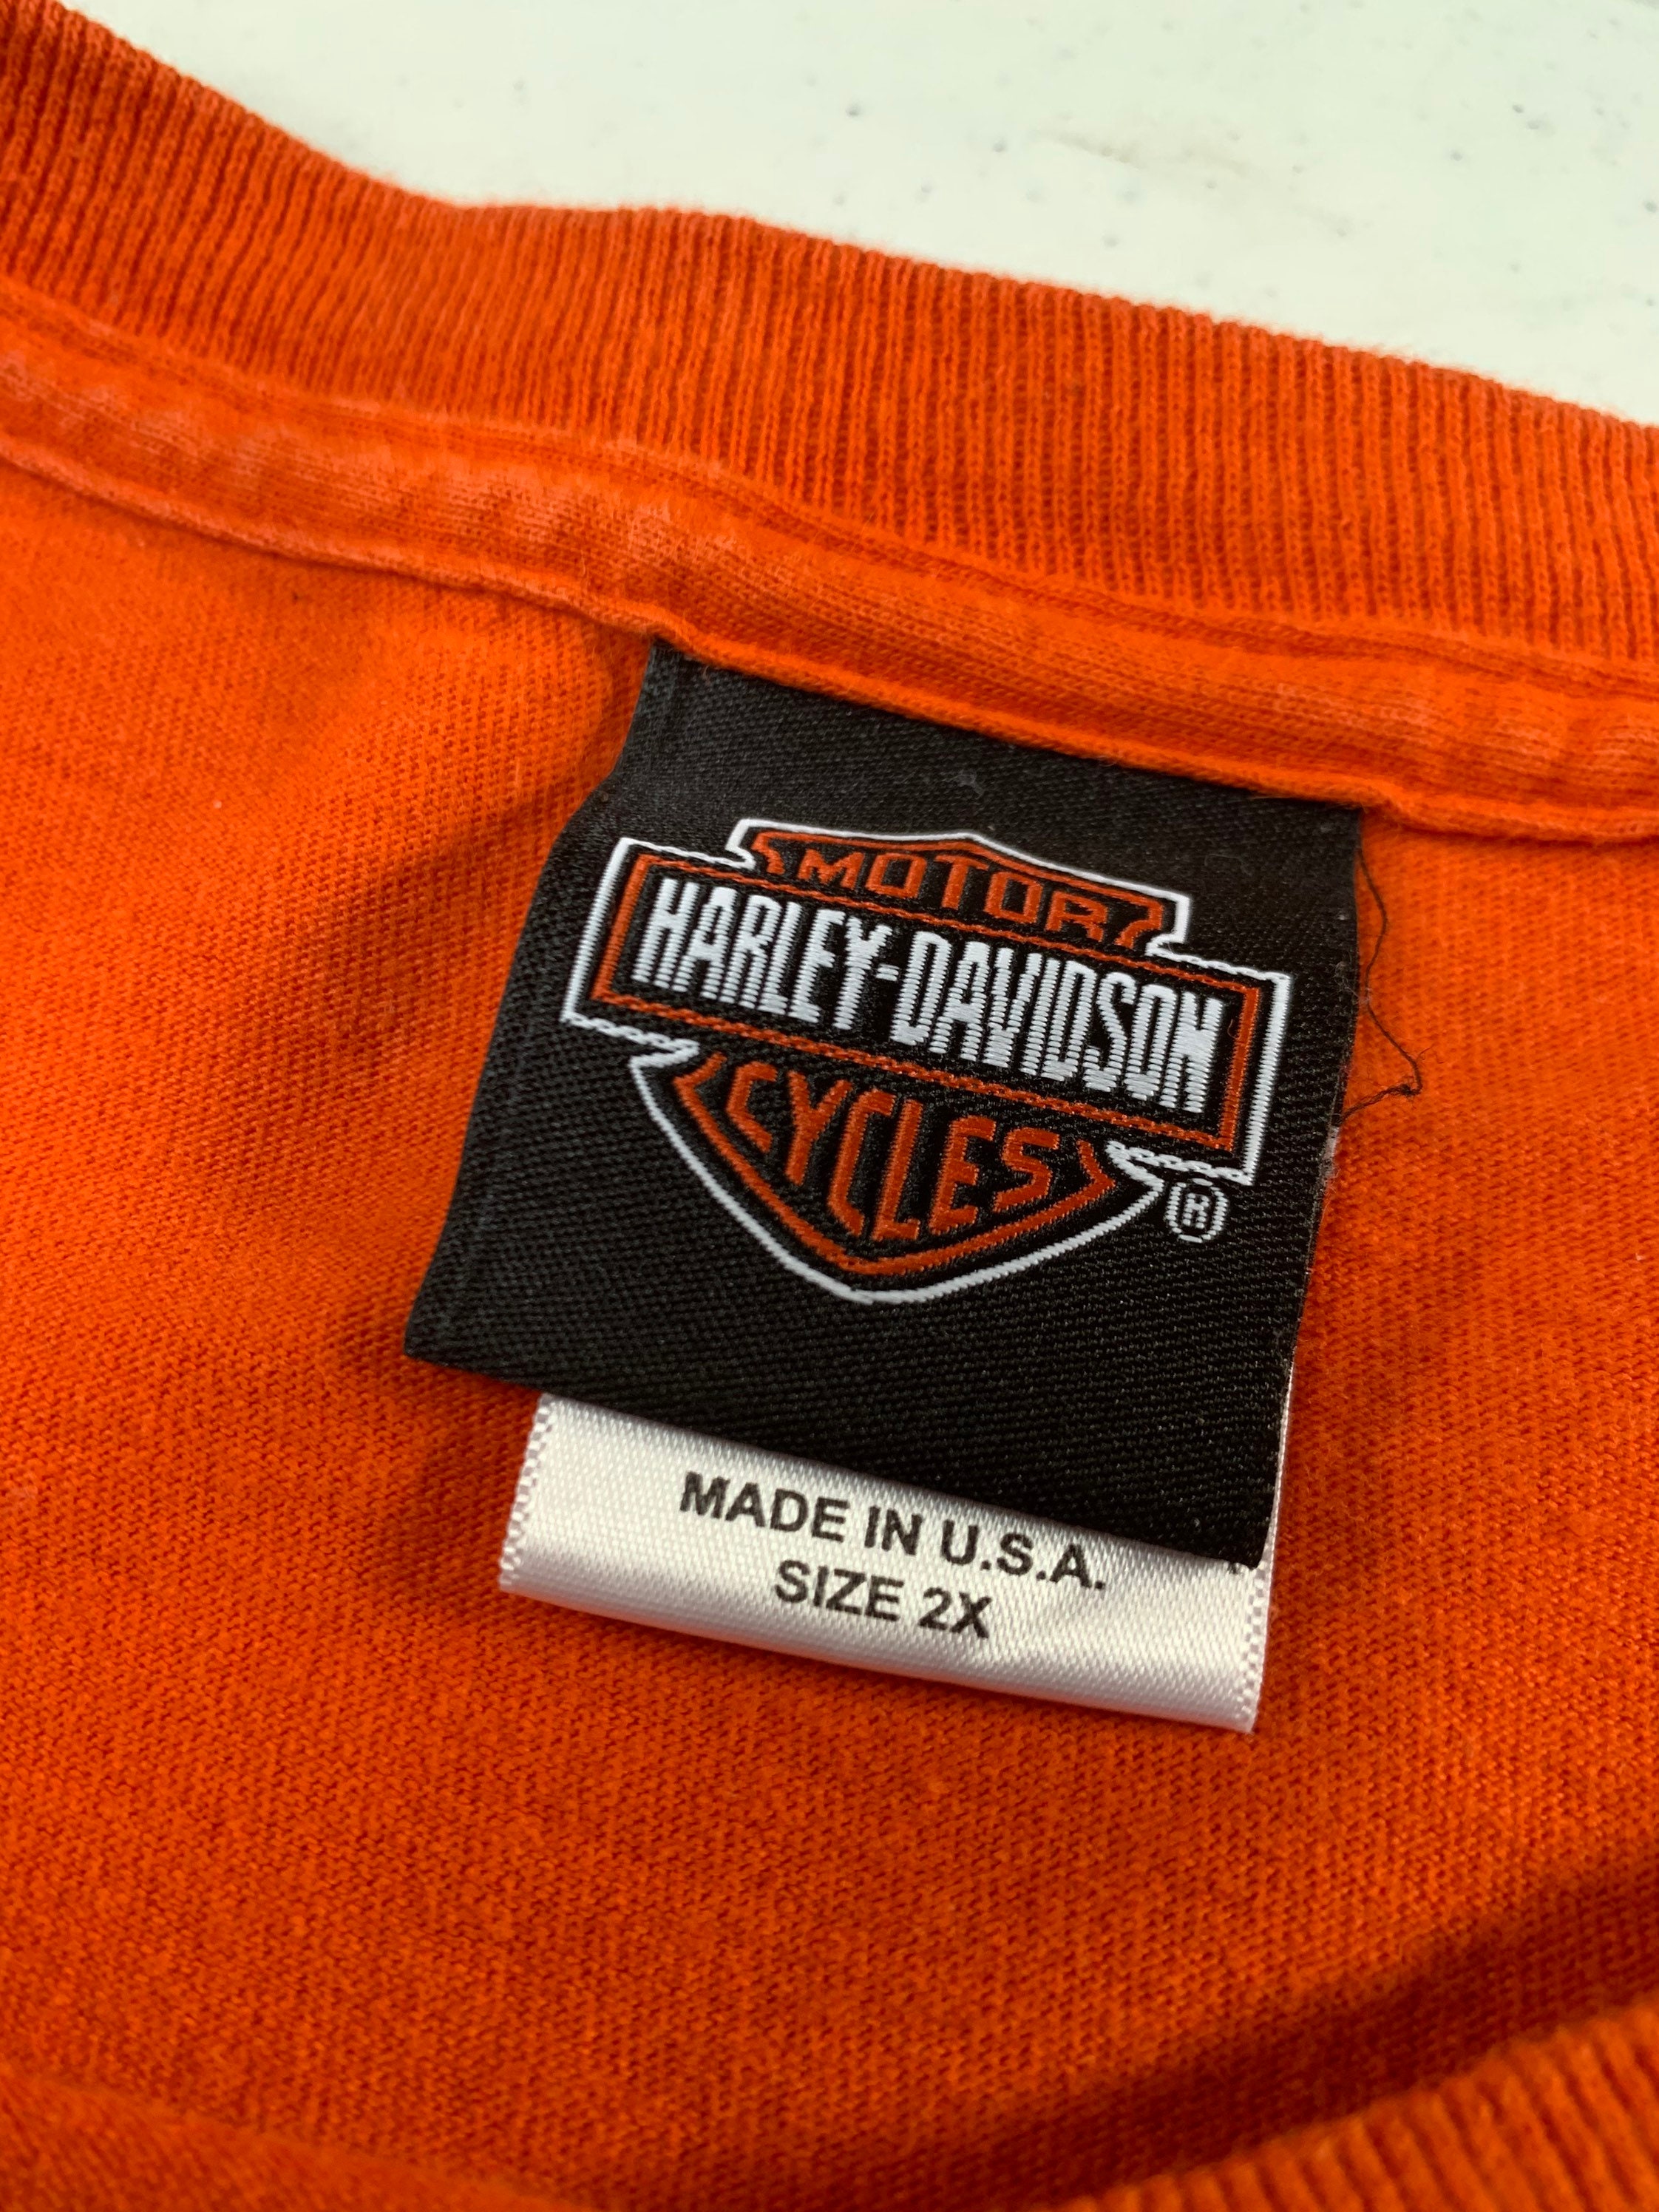 MOTOR
HARLEY-DAVIDSON
CYCLES
®
MADE IN U.S.A.
SIZE 2X